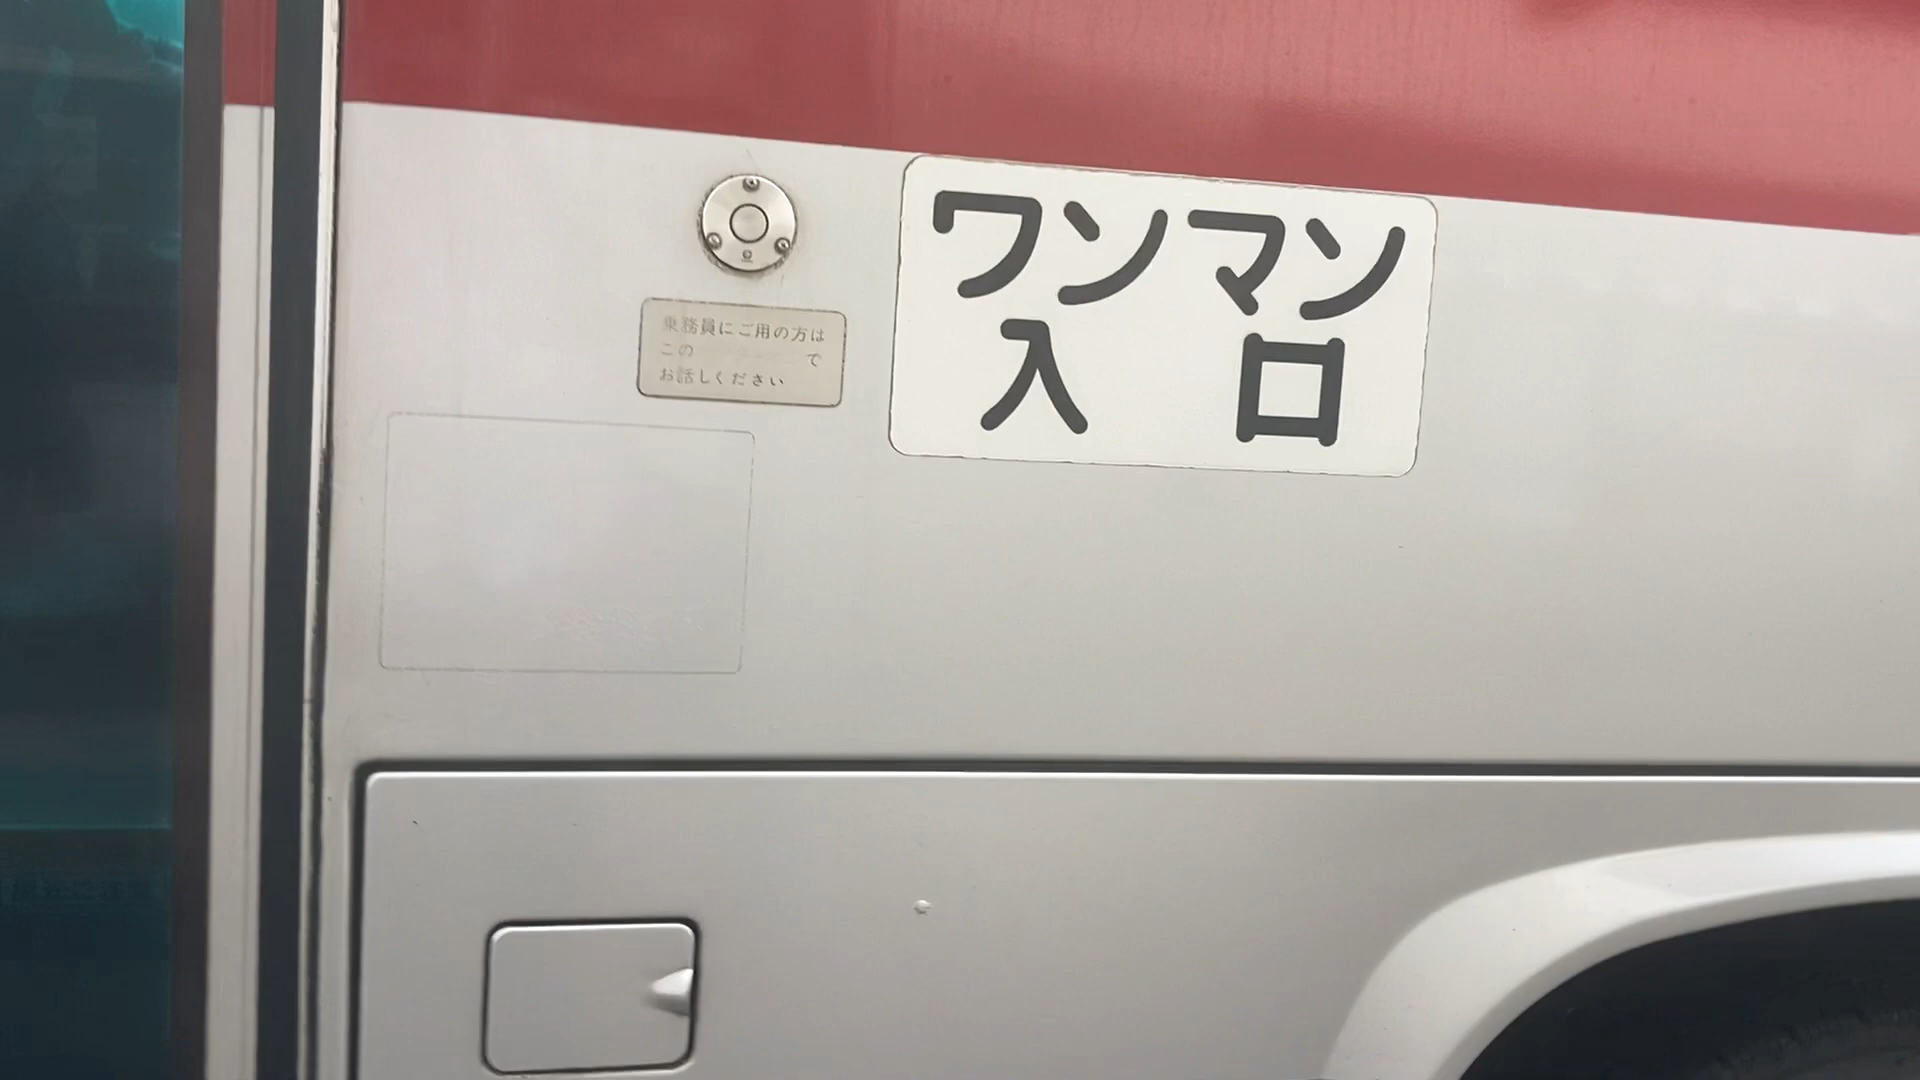 ワンマン
入口
乗務員にご用の方は
この で
お話しください